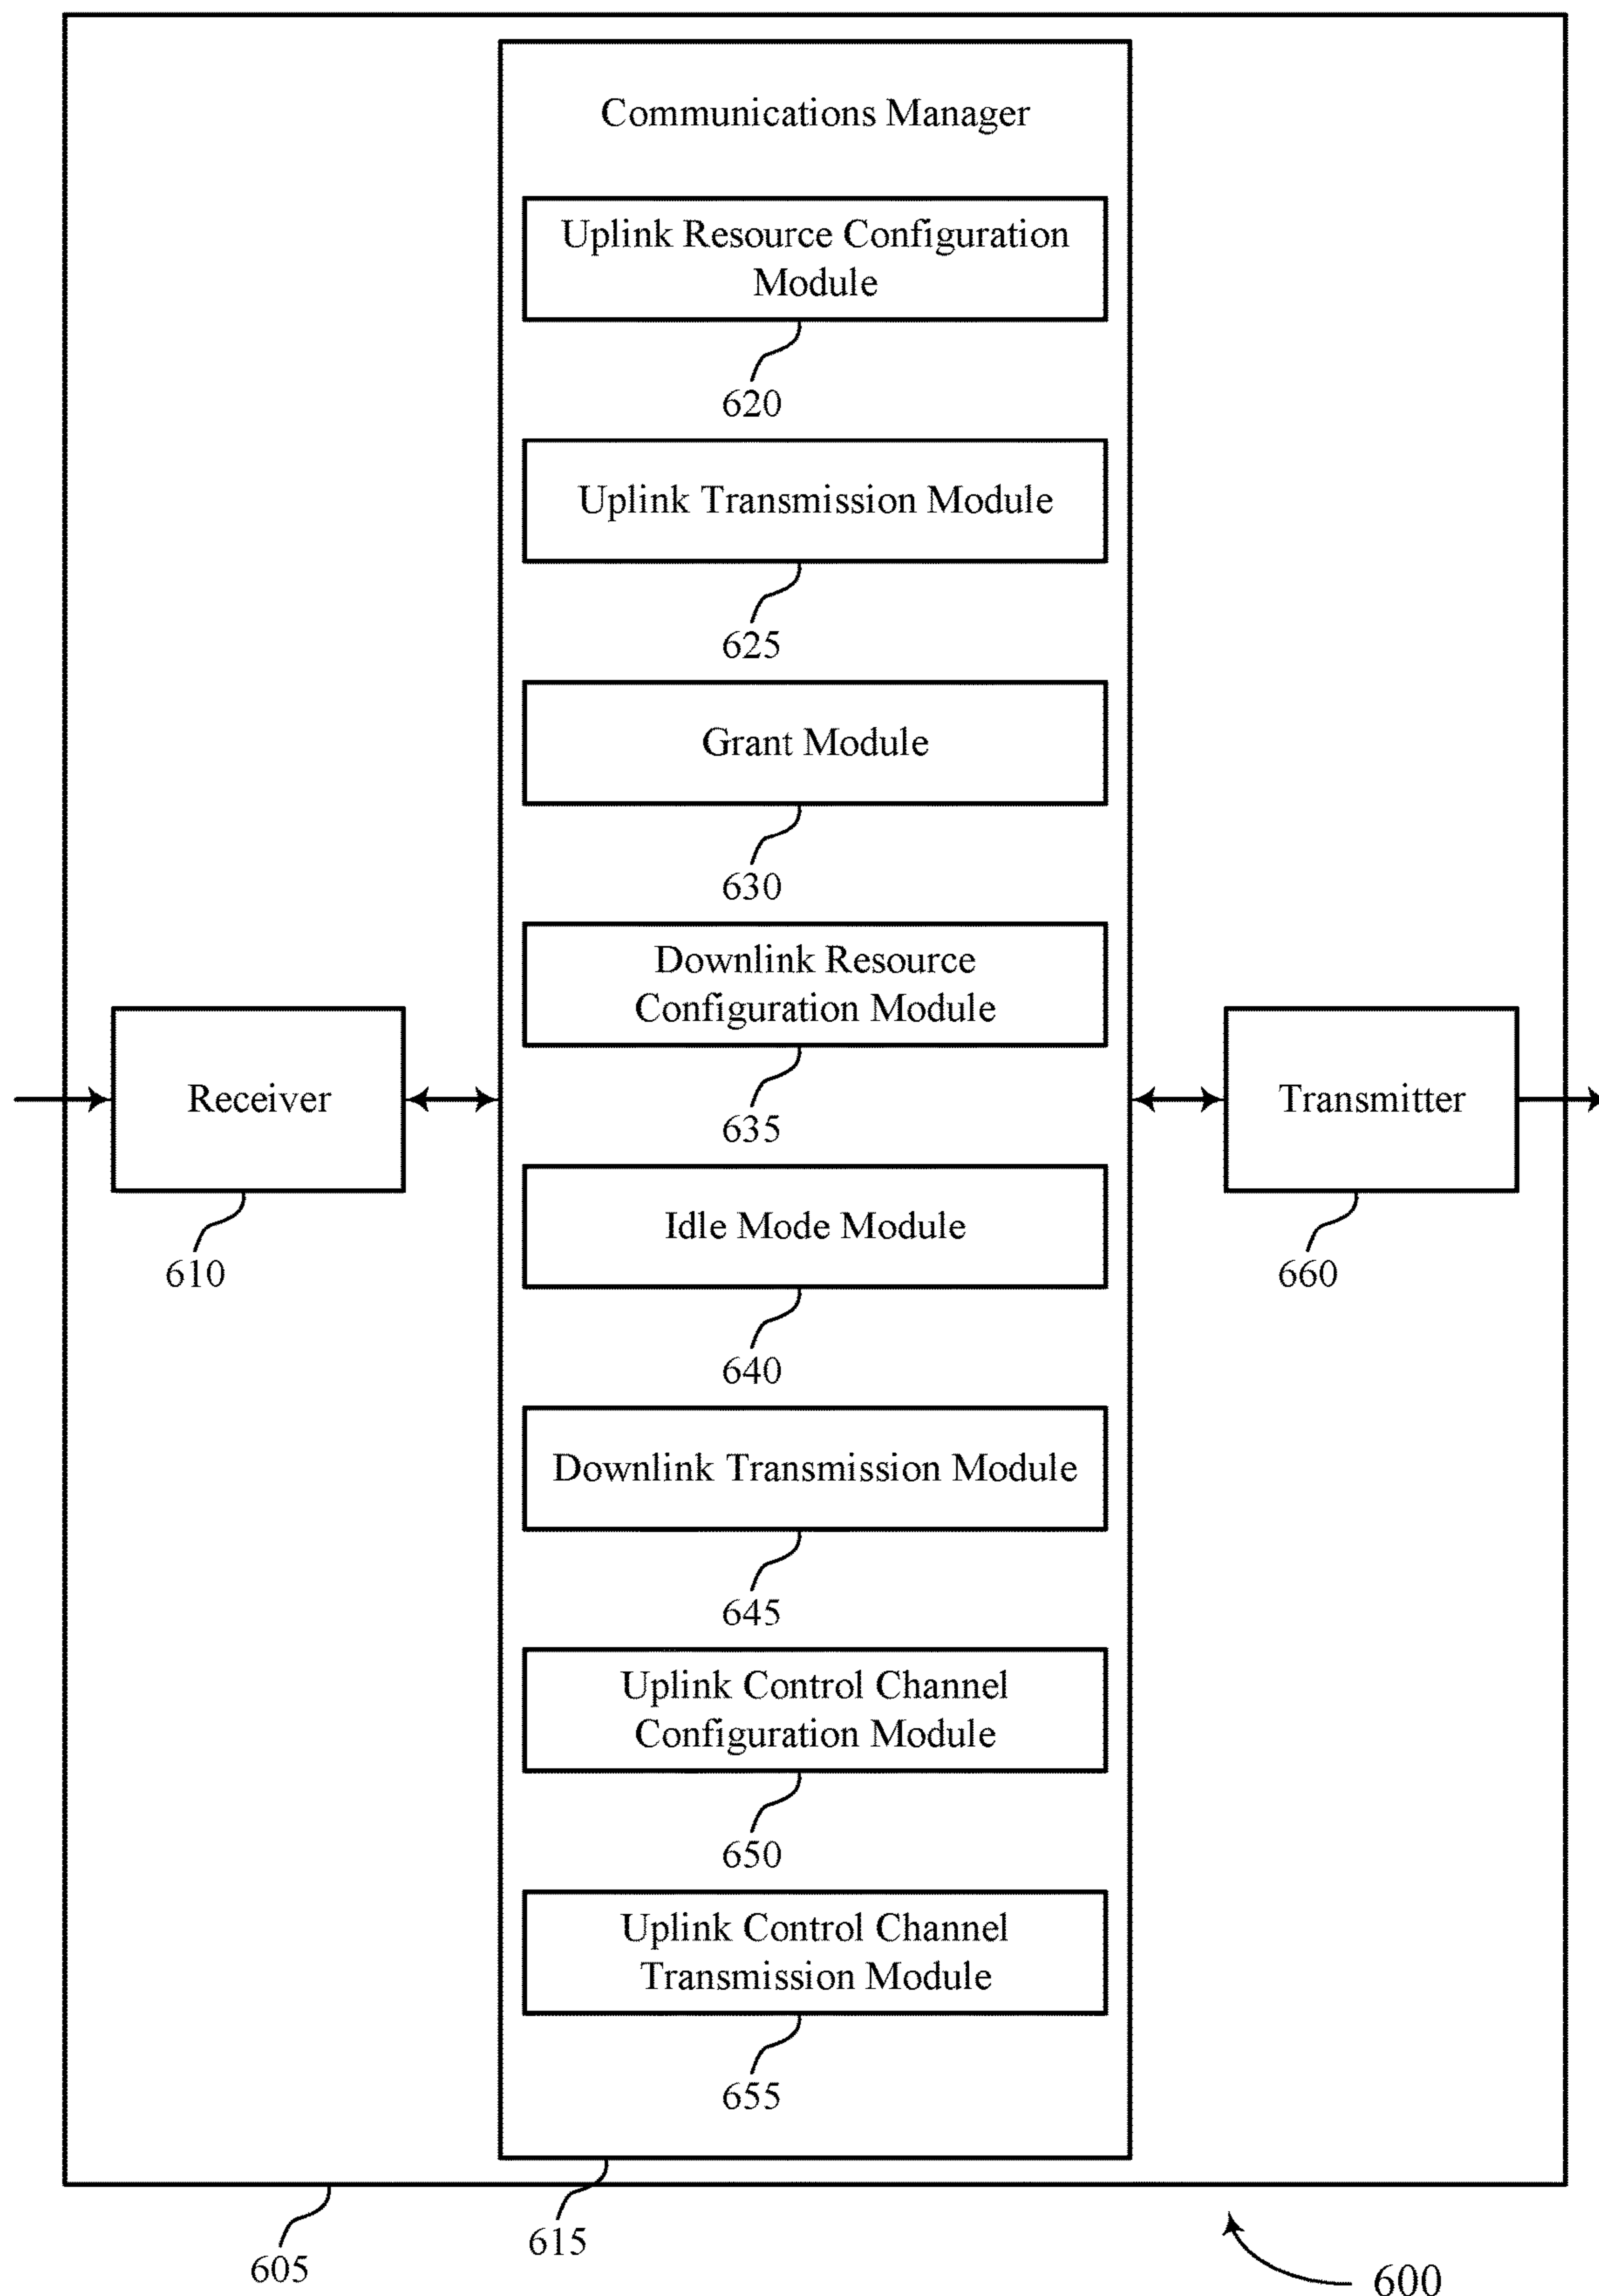 Communications Manager
Uplink Resource Configuration
Module
620
Uplink Transmission Module
625
Grant Module
630
Downlink Resource
Configuration Module
635
Receiver
610
Transmitter
660
Idle Mode Module
640
Downlink Transmission Module
645
Uplink Control Channel
Configuration Module
650
Uplink Control Channel
Transmission Module
655
615
605
600